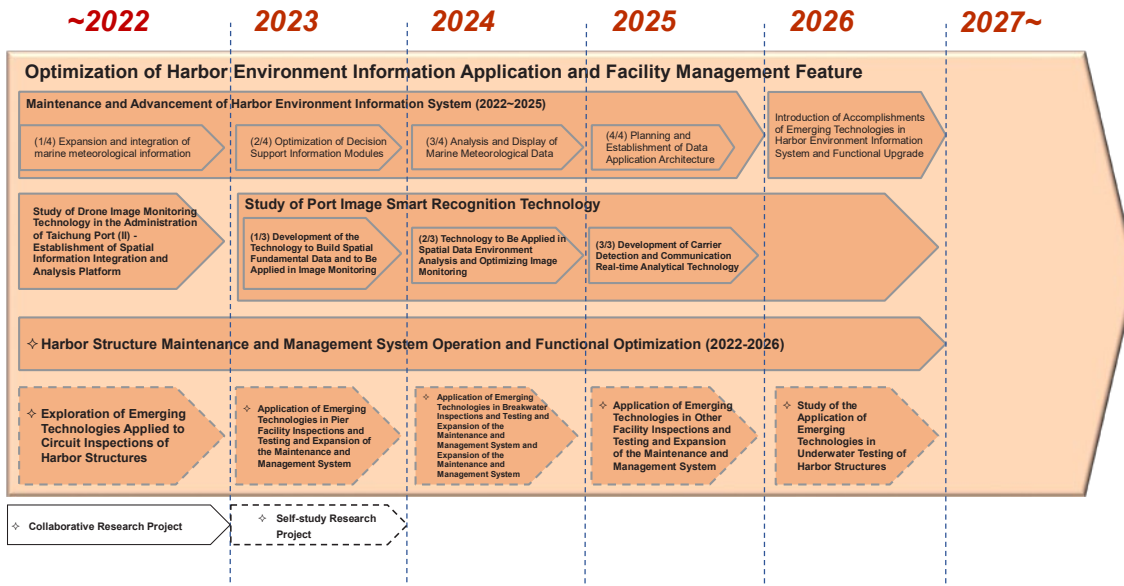 ~2022
2023
2024
2025
2026
2027~
Optimization of Harbor Environment Information Application and Facility Management Feature
Maintenance and Advancement of Harbor Environment Information System (2022~2025)
(1/4) Expansion and integration of
marine meteorological information
(2/4) Optimization of Decision
Support Information Modules
(3/4) Analysis and Display of
Marine Meteorological Data
(4/4) Planning and
Establishment of Data
Application Architecture
Introduction of Accomplishments
of Emerging Technologies in
Harbor Environment Information
System and Functional Upgrade
Study of Drone Image Monitoring
Technology in the Administration
of Taichung Port (II) -
Establishment of Spatial
Information Integration and
Analysis Platform
Study of Port Image Smart Recognition Technology
(1/3) Development of the
Technology to Build Spatial
Fundamental Data and to Be
Applied in Image Monitoring
(2/3) Technology to Be Applied in
Spatial Data Environment
Analysis and Optimizing Image
Monitoring
(3/3) Development of Carrier
Detection and Communication
Real-time Analytical Technology
✧ Harbor Structure Maintenance and Management System Operation and Functional Optimization (2022-2026)
✧ Exploration of Emerging
Technologies Applied to
Circuit Inspections of
Harbor Structures
✧ Application of Emerging
Technologies in Pier
Facility Inspections and
Testing and Expansion of
the Maintenance and
Management System
✧ Application of Emerging
Technologies in Breakwater
Inspections and Testing and
Expansion of the
Maintenance and
Management System and
Expansion of the
Maintenance and
Management System
✧ Application of Emerging
Technologies in Other
Facility Inspections and
Testing and Expansion
of the Maintenance and
Management System
✧ Study of the
Application of
Emerging
Technologies in
Underwater Testing of
Harbor Structures
✧ Collaborative Research Project
✧ Self-study Research
Project